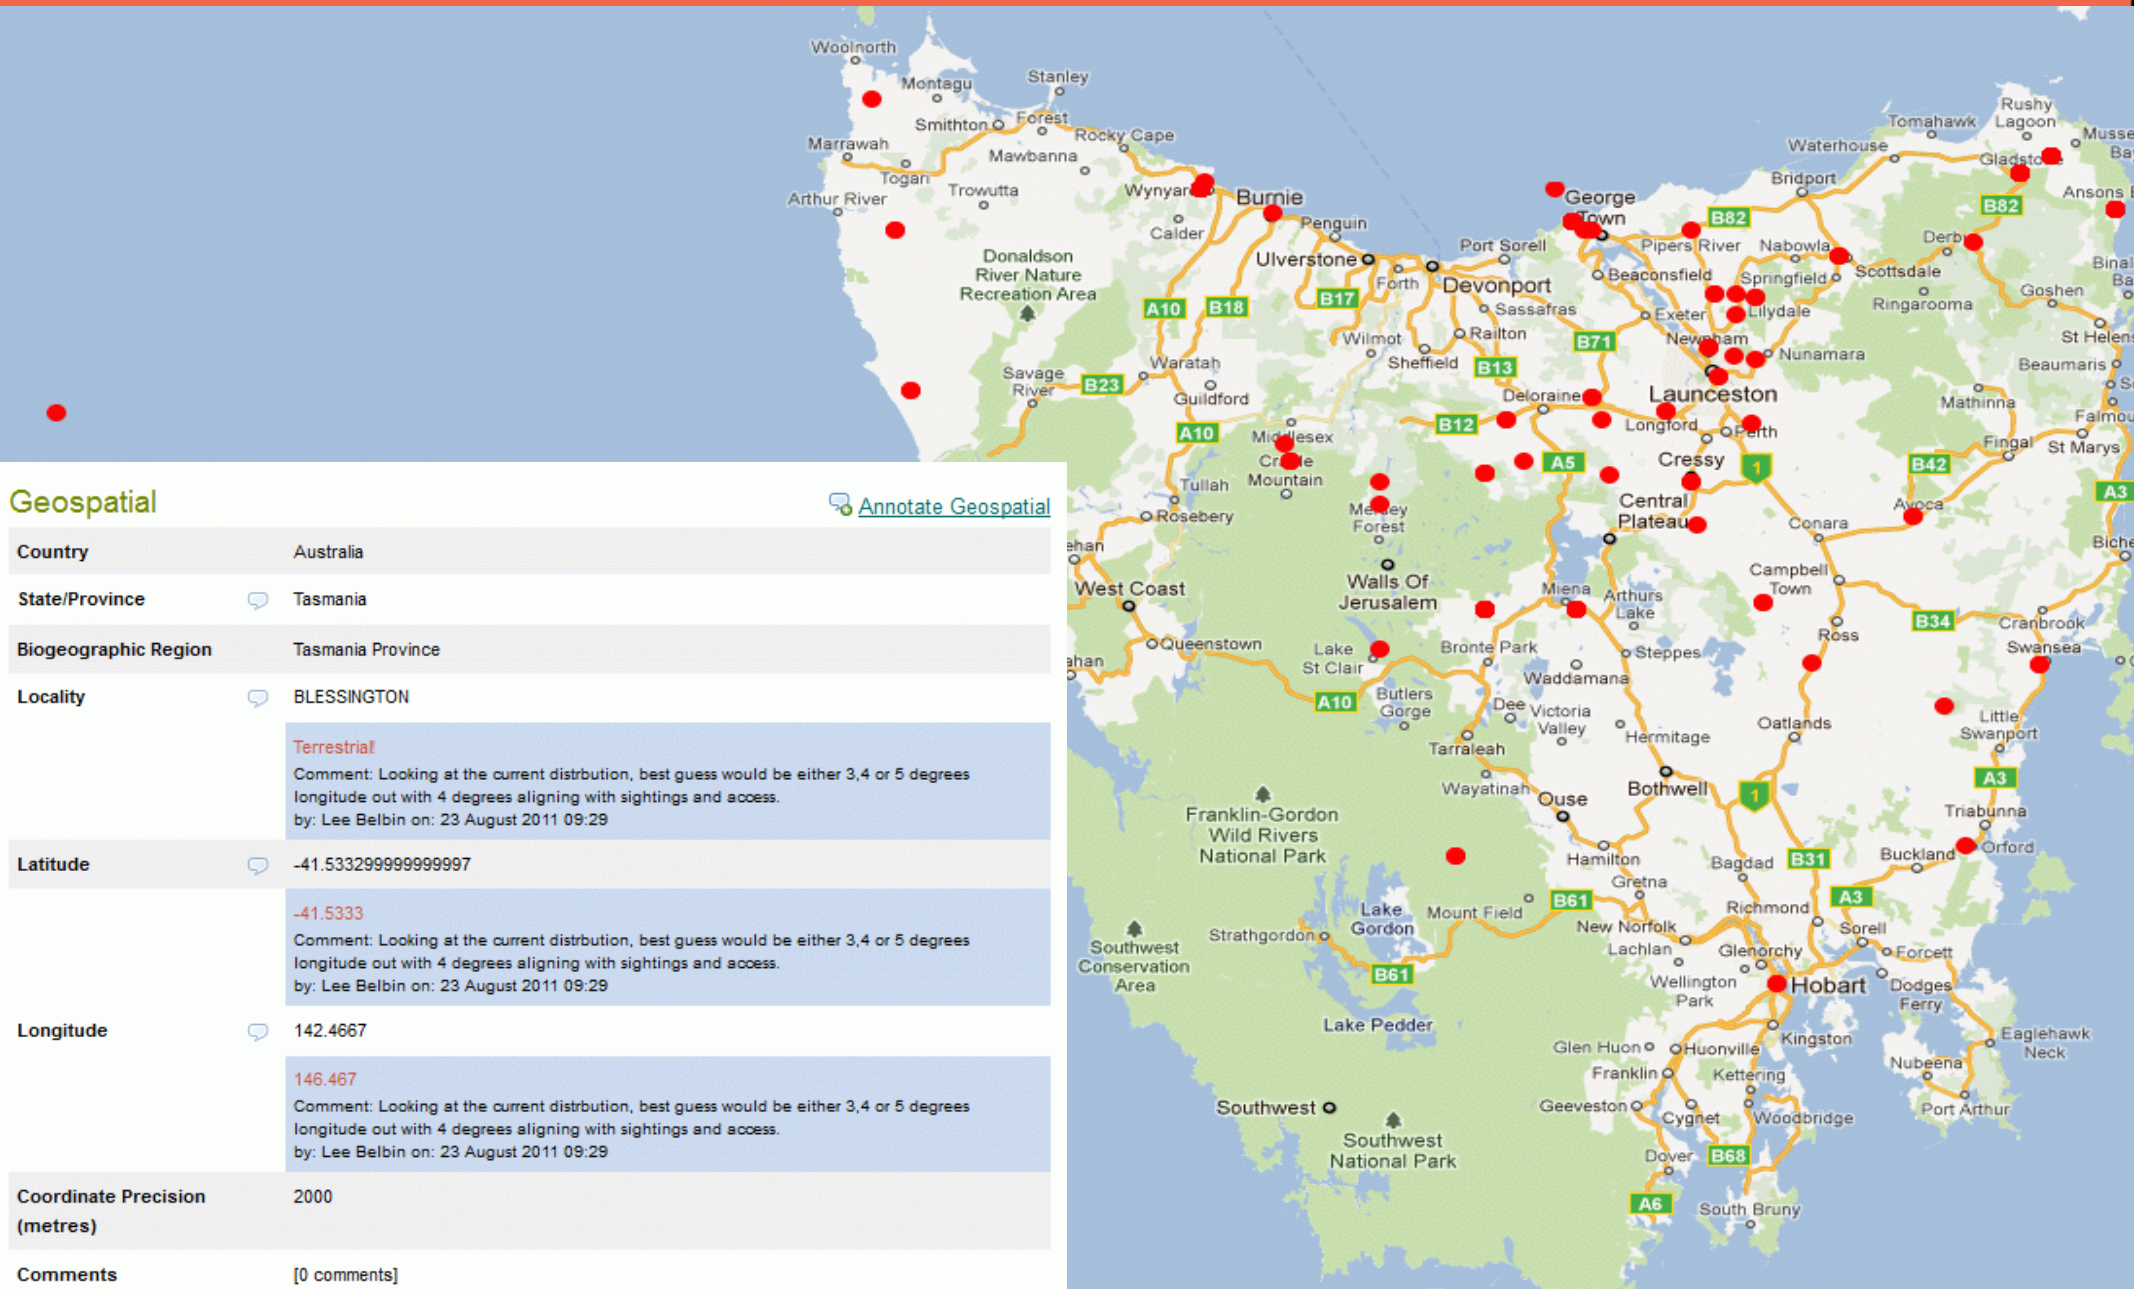 Woolnorth
Montagu
Stanley
Smithton
Forest
Rocky Cape
Marrawah
Mawbanna
Togari
Trowutta
Arthur River
Wynyar
Burnie
Calder
Penguin
Ulverstone
Forth
Devonport
Port Sorell
Sassafras
Donaldson
River Nature
Recreation Area
A10
B18
B17
Wilmot
Railton
Sheffield
B13
B71
Savage
River
B23
Waratah
Guildford
A10
Middlesex
Cradle
Mountain
Tullah
Rosebery
B12
Deloraine
A5
George
Town
B82
Pipers River
Beaconsfield
Nabowla
Springfield
Scottsdale
Exeter
Lilydale
Newnham
Nunamara
Launceston
Longford
Perth
Cressy
1
Central
Plateau
Bridport
Waterhouse
Tomahawk
Rushy
Lagoon
Musse
Ba
Gladstone
B82
Ansons B
Derby
Binal
Ba
Goshen
Ringarooma
St Helens
Beaumaris
Mathinna
Falmou
Fingal
St Marys
B42
A3
Avoca
Conara
Biche
Campbell
Town
Ross
B34
Cranbrook
Swansea
Mersey
Forest
Walls Of
Jerusalem
ehan
West Coast
Queenstown
ahan
Miena
Arthurs
Lake
Lake
St Clair
Bronte Park
Steppes
Waddamana
A10
Butlers
Gorge
Dee
Victoria
Valley
Hermitage
Tarraleah
Oatlands
Little
Swanport
Wayatinah
Ouse
Bothwell
1
A3
Triabunna
Franklin-Gordon
Wild Rivers
National Park
Hamilton
Bagdad
B31
Buckland
Orford
Gretna
A3
Lake
Gordon
Mount Field
B61
Richmond
Sorell
Strathgordon
New Norfolk
Lachlan
Glenorchy
Forcett
Southwest
Conservation
Area
B61
Wellington
Park
Hobart
Dodges
Ferry
Lake Pedder
Kingston
Eaglehawk
Neck
Glen Huon
Huonville
Franklin
Kettering
Nubeena
Southwest
Geeveston
Cygnet
Woodbridge
Port Arthur
Southwest
National Park
Dover
B68
A6
South Bruny
Geospatial
Annotate Geospatial
Country Australia
State/Province Tasmania
Biogeographic Region Tasmania Province
Locality BLESSINGTON
Terrestrial!
Comment: Looking at the current distrbution, best guess would be either 3,4 or 5 degrees
longitude out with 4 degrees aligning with sightings and access.
by: Lee Belbin on: 23 August 2011 09:29
Latitude -41.533299999999997
-41.5333
Comment: Looking at the current distrbution, best guess would be either 3,4 or 5 degrees
longitude out with 4 degrees aligning with sightings and access.
by: Lee Belbin on: 23 August 2011 09:29
Longitude 142.4667
146.467
Comment: Looking at the current distrbution, best guess would be either 3,4 or 5 degrees
longitude out with 4 degrees aligning with sightings and access.
by: Lee Belbin on: 23 August 2011 09:29
Coordinate Precision 2000
(metres)
Comments [0 comments]